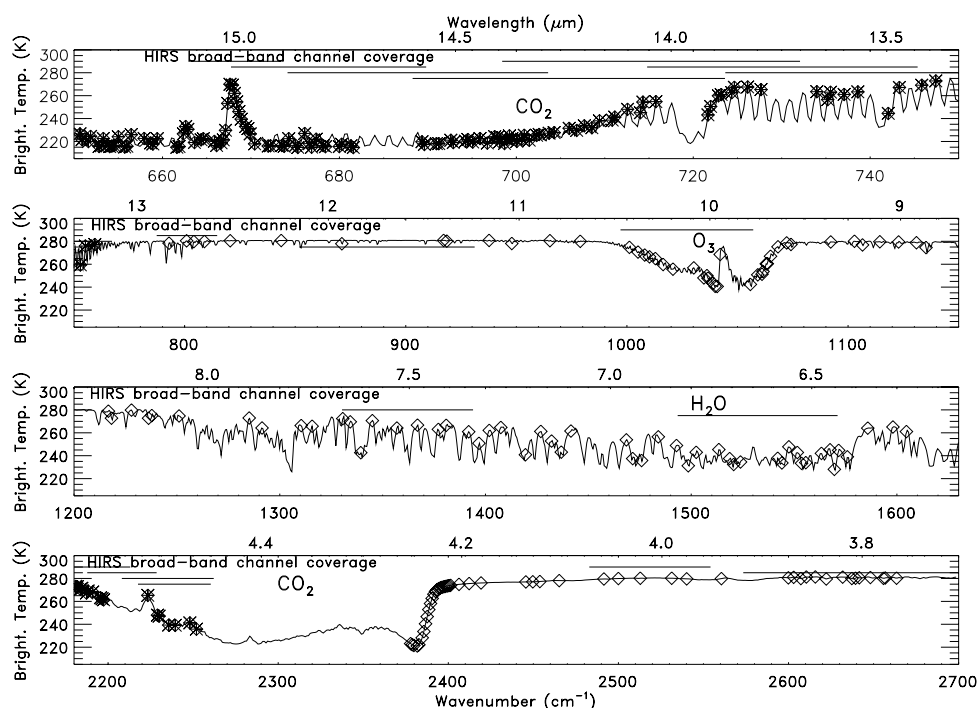 Wavelength (μm)
15.0 14.5 14.0 13.5
300 HIRS broad-band channel coverage
280
260
240
220
Bright. Temp. (K)
CO₂
660 680 700 720 740
13 12 11 10 9
300 HIRS broad-band channel coverage
280
260
240
220
Bright. Temp. (K)
O₃
800 900 1000 1100
8.0 7.5 7.0 6.5
300 HIRS broad-band channel coverage
280
260
240
220
Bright. Temp. (K)
H₂O
1200 1300 1400 1500 1600
4.4 4.2 4.0 3.8
300 HIRS broad-band channel coverage
280
260
240
220
Bright. Temp. (K)
CO₂
2200 2300 2400 2500 2600 2700
Wavenumber (cm⁻¹)